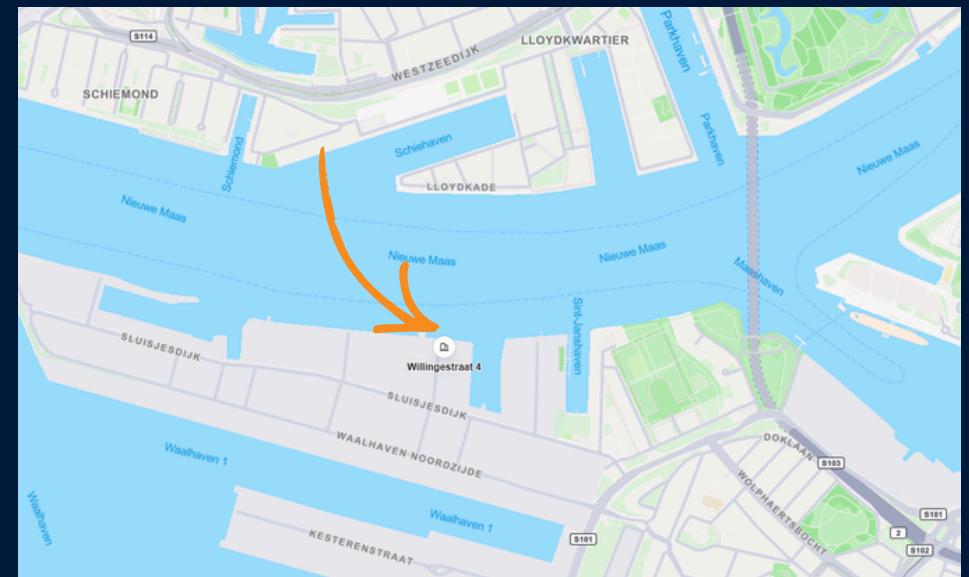 S114
LLOYDKWARTIER
Parkhaven
WESTZEEDIJK
SCHIEMOND
Schiemond
Schiehaven
Parkhaven
Nieuwe Maas
LLOYDKADE
Nieuwe Maas
Nieuwe Maas
Nieuwe Maas
Maashaven
Sint-Janshaven
SLUISJESDIJK
Willingestraat 4
SLUISJESDIJK
WAALHAVEN NOORDZIJDE
DOKLAAN
S103
Waalhaven 1
WOLPHAERTSBOCHT
Waalhaven
Waalhaven 1
S101
2
S102
S101
KESTERENSTRAAT